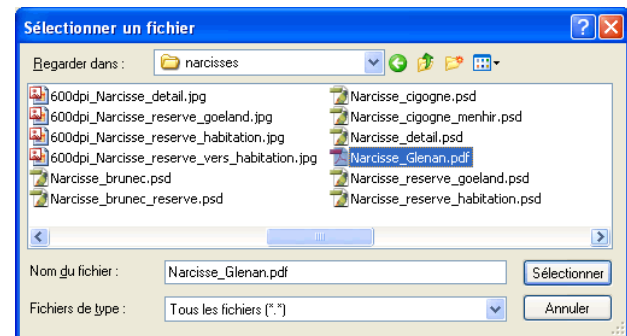 Sélectionner un fichier
Regarder dans :
narcisses
600dpi_Narcisse_detail.jpg
600dpi_Narcisse_reserve_goeland.jpg
600dpi_Narcisse_reserve_habitation.jpg
600dpi_Narcisse_reserve_vers_habitation.jpg
Narcisse_brunec.psd
Narcisse_brunec_reserve.psd
Narcisse_cigogne.psd
Narcisse_cigogne_menhir.psd
Narcisse_detail.psd
Narcisse_Glenan.pdf
Narcisse_reserve_goeland.psd
Narcisse_reserve_habitation.psd
Nom du fichier :
Narcisse_Glenan.pdf
Sélectionner
Fichiers de type :
Tous les fichiers (*.*)
Annuler